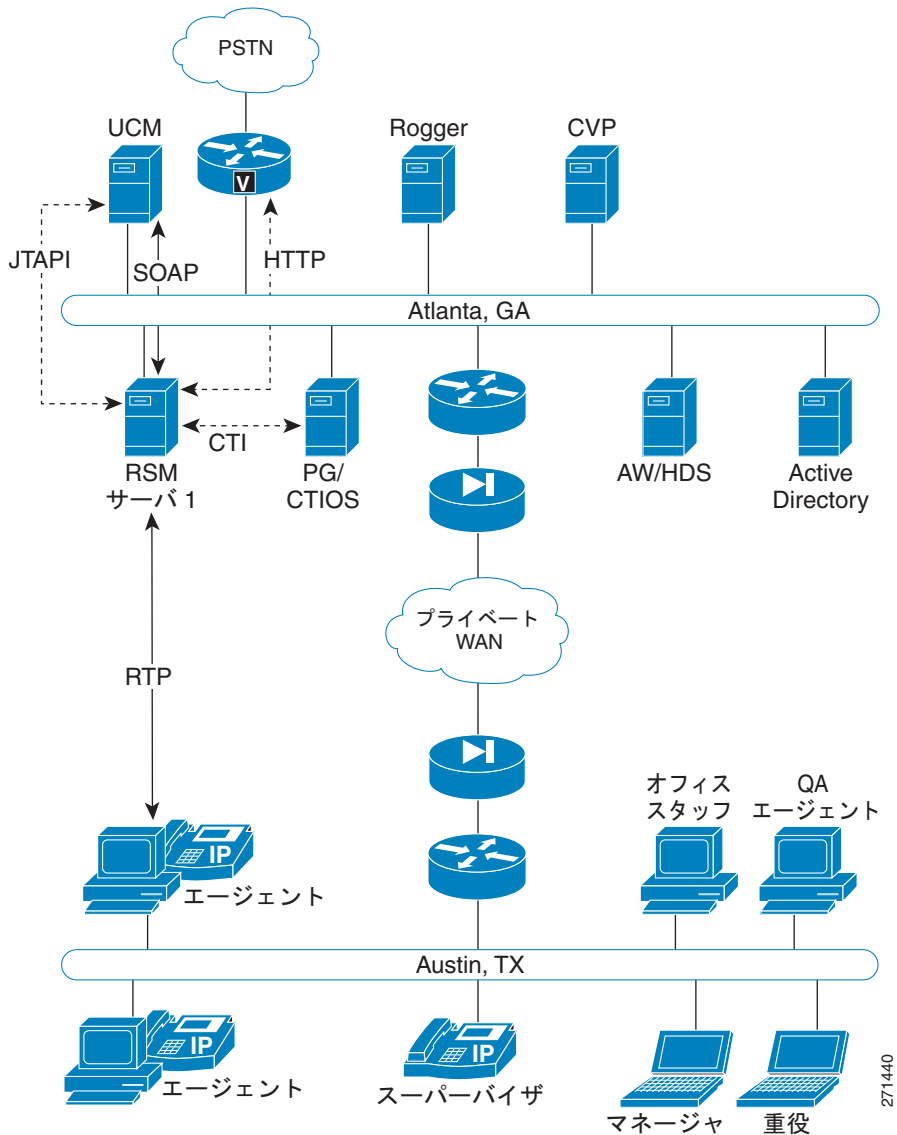 PSTN
UCM
Rogger
CVP
V
JTAPI
SOAP
HTTP
Atlanta, GA
CTI
RSM
サーバ 1
PG/
CTIOS
AW/HDS
Active
Directory
プライベート
WAN
RTP
オフィス
スタッフ
QA
エージェント
IP
エージェント
Austin, TX
IP
エージェント
IP
スーパーバイザ
マネージャ
重役
271440